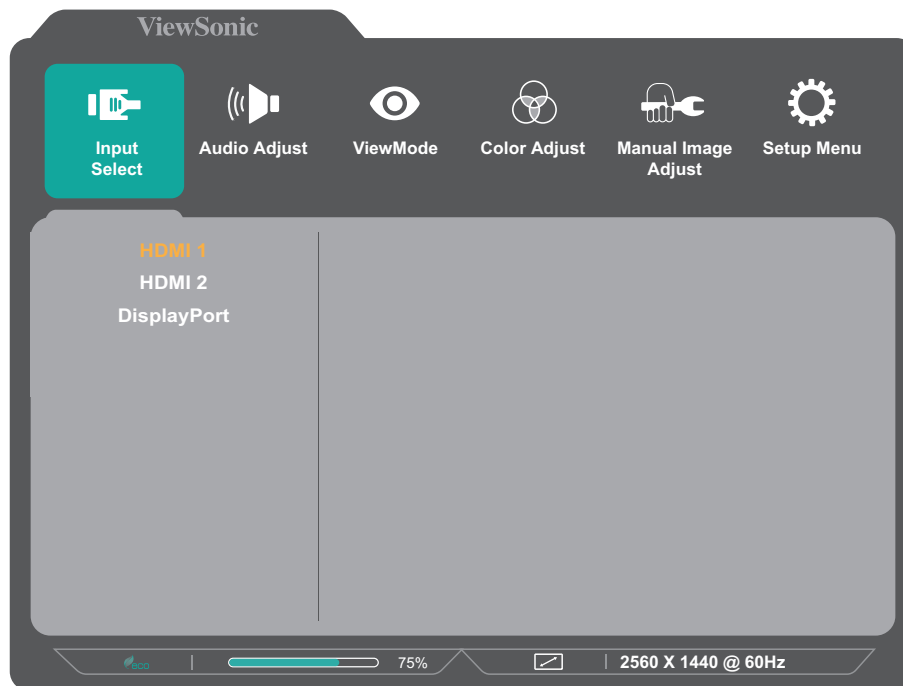 ViewSonic
Input
Select
Audio Adjust
ViewMode
Color Adjust
Manual Image
Adjust
Setup Menu
HDMI 1
HDMI 2
DisplayPort
ECO
75%
2560 X 1440 @ 60Hz